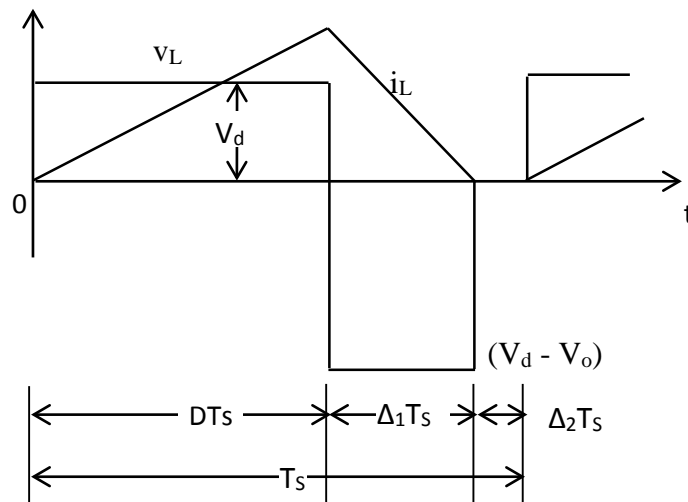 v_L
i_L
V_d
0
t
(V_d - V_o)
DT_S
Δ_1T_S
Δ_2T_S
T_S